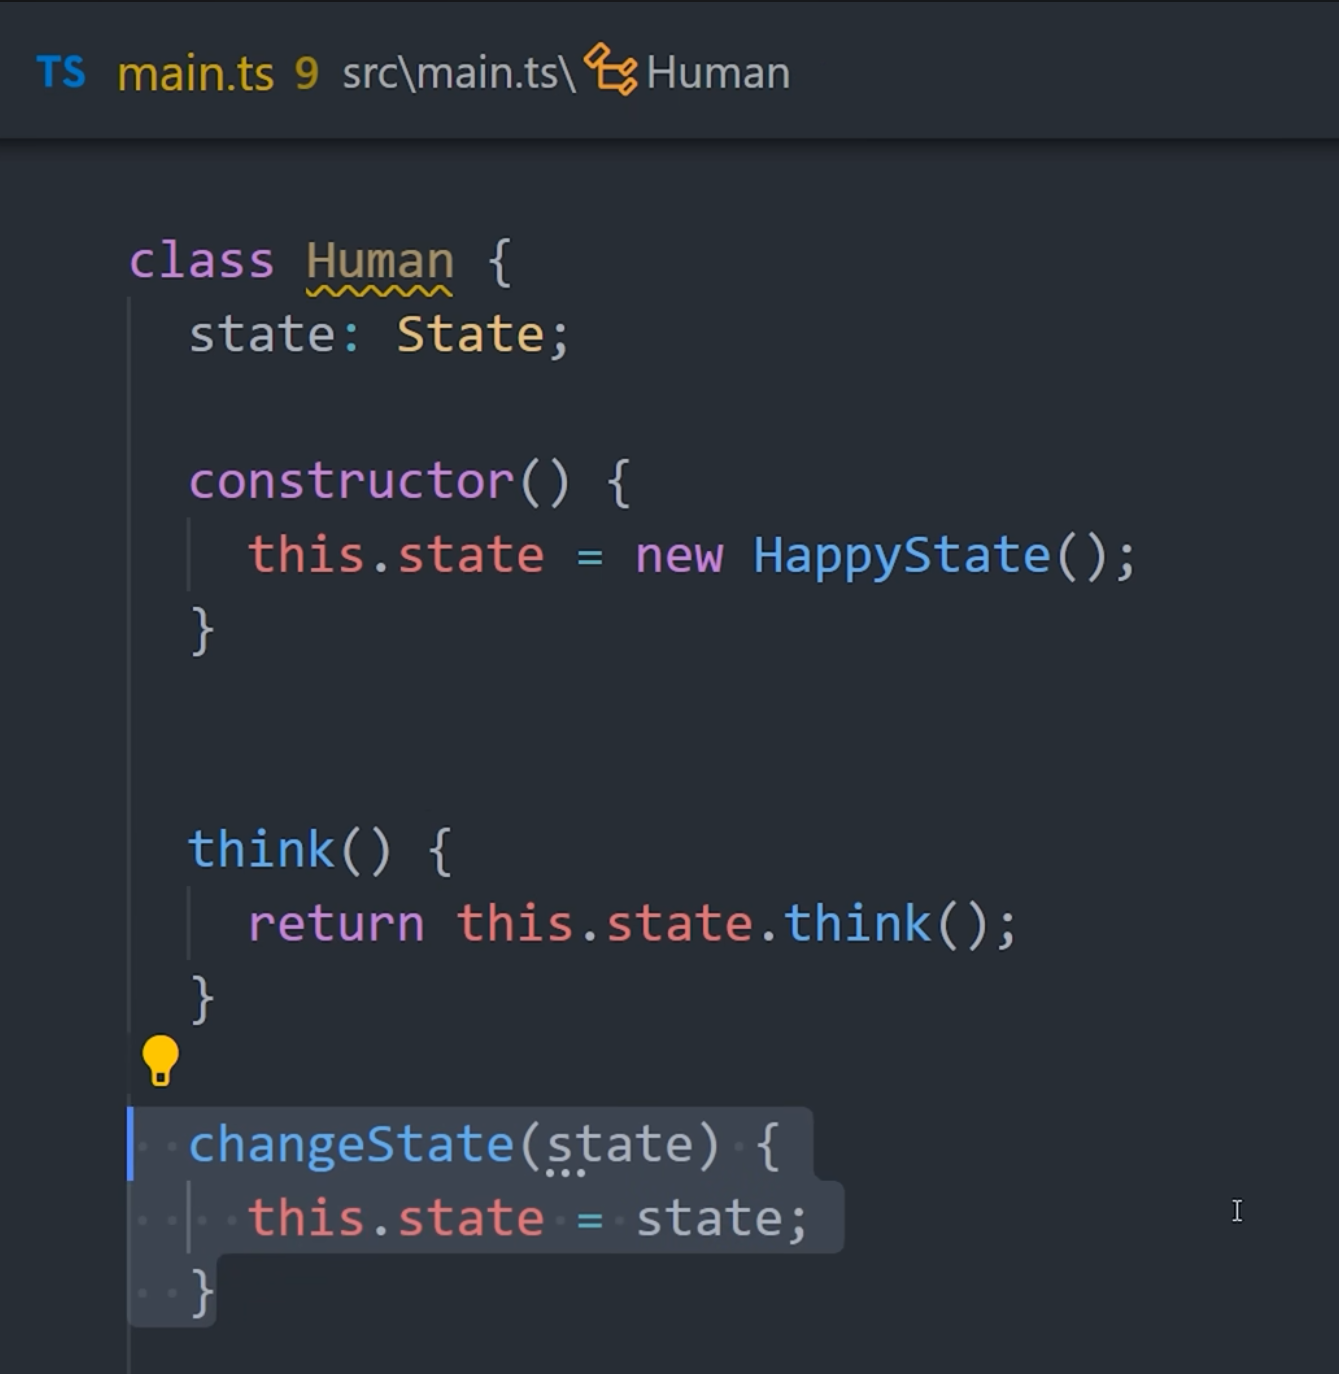 TS main.ts 9 src\main.ts\Human
class Human {
  state: State;
  constructor() {
    this.state = new HappyState();
  }
  think() {
    return this.state.think();
  }
  changeState(state) {
    this.state = state;
  }